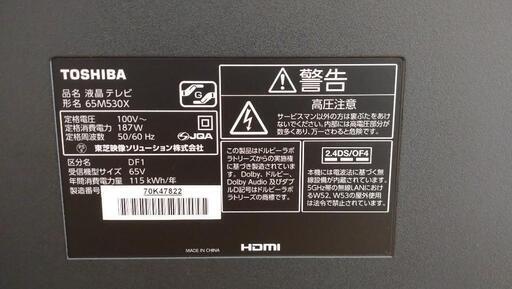 TOSHIBA
品名 液晶テレビ
形名 65M530X
定格電圧 100V~
定格消費電力 187W
定格周波数 50/60 Hz
JQA
東芝映像ソリューション株式会社
区分名 DF1
受信機型サイズ 65V
年間消費電力量 115 kWh/年
製造番号
70K47822
G
警告
高圧注意
サービスマン以外の方は裏ぶたをあけ
ないでください。内部には高電圧部分が
数多くあり、万一さわると危険です。
この製品はドルビーラボ
ラトリーズからの実施権
に基づき製造されていま
す。Dolby、ドルビー、
Dolby Audio 及びダブ
ルD記号はドルビーラボ
ラトリーズの商標です。
2.4DS/OF4
本機には電波法に基づく無線
設備が内蔵されています。
5GHz帯の無線LANにおけ
るW52、W53の屋外使用
は法令で禁止されています。
MADE IN CHINA
HDMI